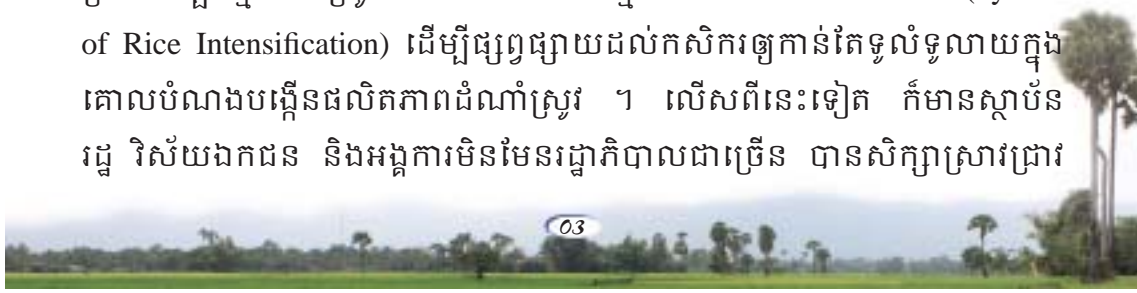 of Rice Intensification) ដើម្បីផ្សព្វផ្សាយដល់កសិករឲ្យកាន់តែទូលំទូលាយក្នុង
គោលបំណងបង្កើនផលិតភាពដំណាំស្រូវ ។ លើសពីនេះទៀត ក៏មានស្ថាប័ន
រដ្ឋ វិស័យឯកជន និងអង្គការមិនមែនរដ្ឋាភិបាលជាច្រើន បានសិក្សាស្រាវជ្រាវ
03